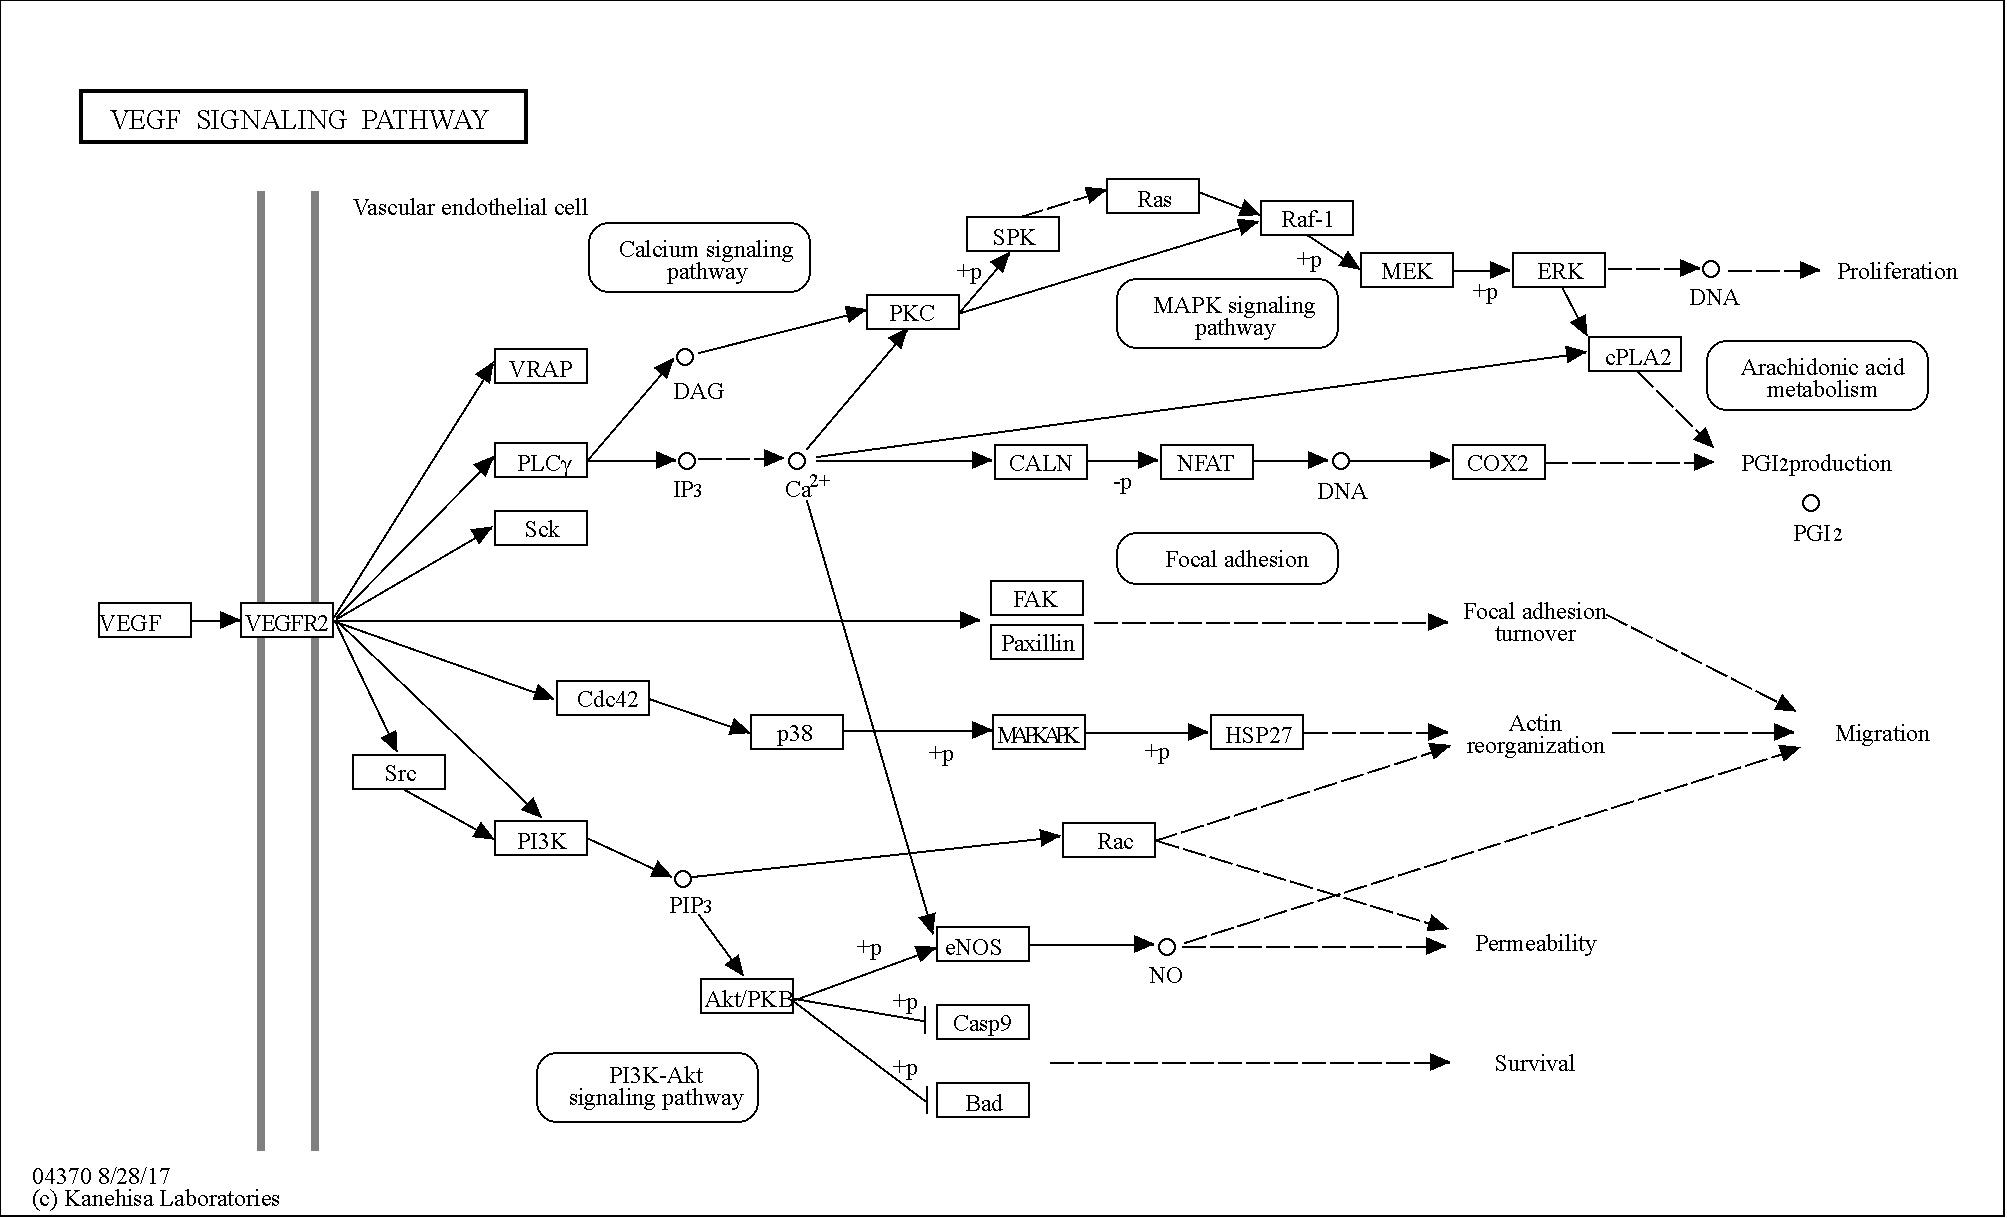 VEGF SIGNALING PATHWAY
Vascular endothelial cell
Calcium signaling
pathway
SPK
+p
Ras
Raf-1
+p
MEK
+p
ERK
DNA
Proliferation
PKC
MAPK signaling
pathway
VRAP
DAG
cPLA2
Arachidonic acid
metabolism
PLCγ
IP3
Ca2+
CALN
-p
NFAT
DNA
COX2
PGI2production
PGI2
Sck
Focal adhesion
VEGF
VEGFR2
FAK
Paxillin
Focal adhesion
turnover
Cdc42
p38
+p
MAPKAPK
+p
HSP27
Actin
reorganization
Migration
Src
PI3K
PIP3
Rac
Akt/PKB
+p
eNOS
NO
Permeability
+p
Casp9
+p
Bad
Survival
PI3K-Akt
signaling pathway
04370 8/28/17
(c) Kanehisa Laboratories